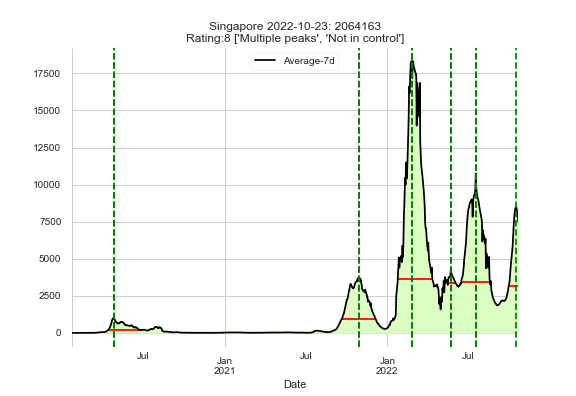 Singapore 2022-10-23: 2064163
Rating:8 ['Multiple peaks', 'Not in control']
Average-7d
17500
15000
12500
10000
7500
5000
2500
0
Jul
Jan
2021
Jul
Jan
2022
Jul
Date